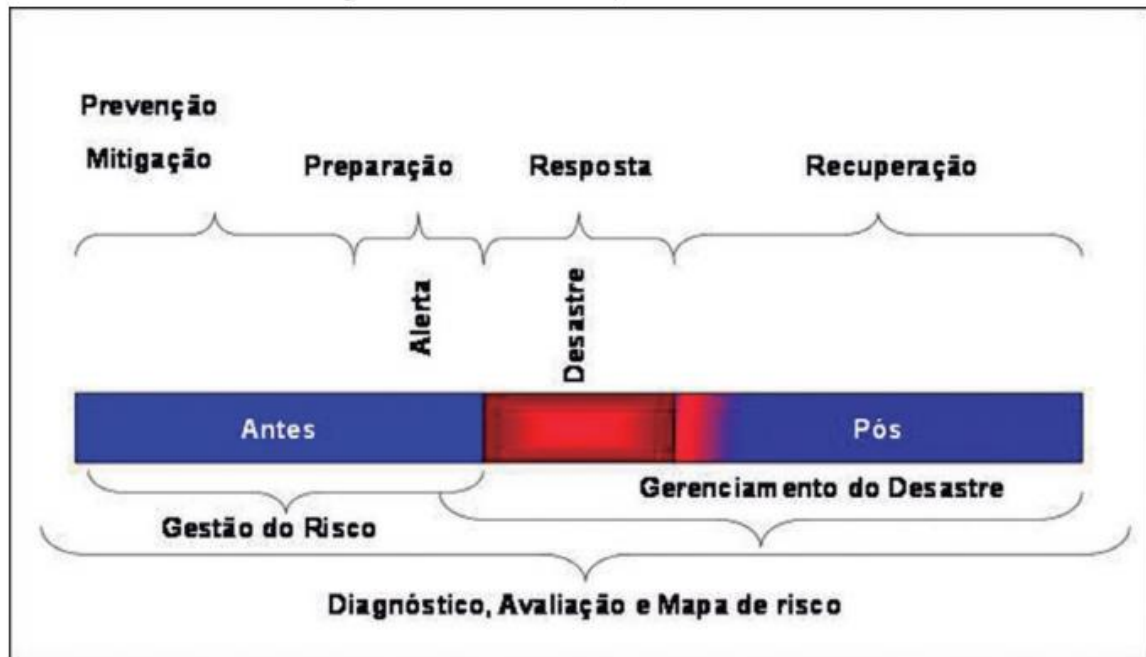 Prevenção
Mitigação
Preparação
Resposta
Recuperação
Alerta
Desastre
Antes
Pós
Gerenciamento do Desastre
Gestão do Risco
Diagnóstico, Avaliação e Mapa de risco